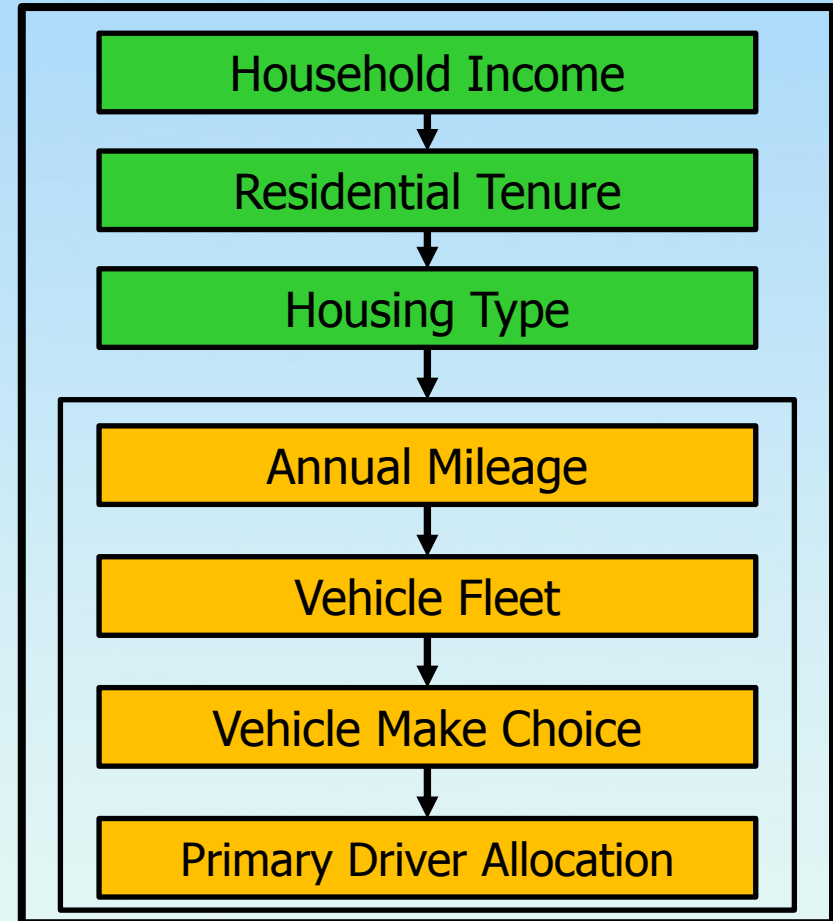 Household Income
Residential Tenure
Housing Type
Annual Mileage
Vehicle Fleet
Vehicle Make Choice
Primary Driver Allocation